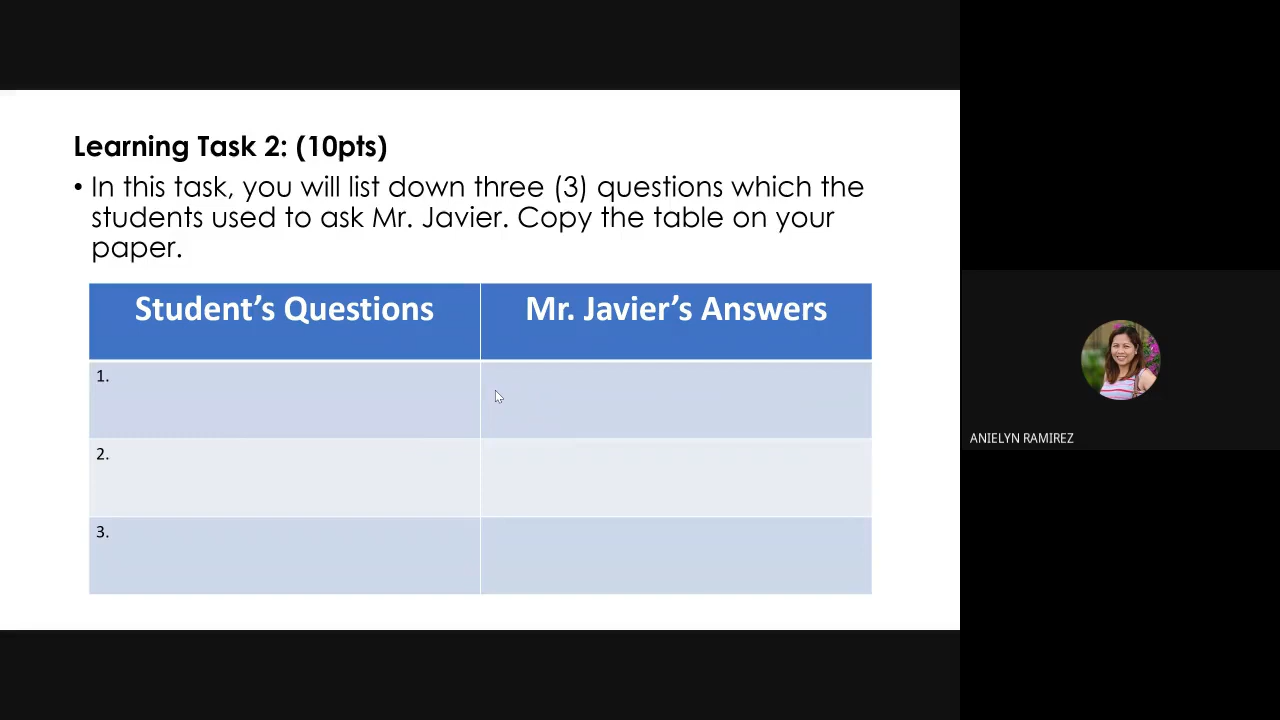 Learning Task 2: (10pts)
• In this task, you will list down three (3) questions which the
students used to ask Mr. Javier. Copy the table on your
paper.
Student’s Questions
Mr. Javier’s Answers
1.
2.
3.
ANIELYN RAMIREZ